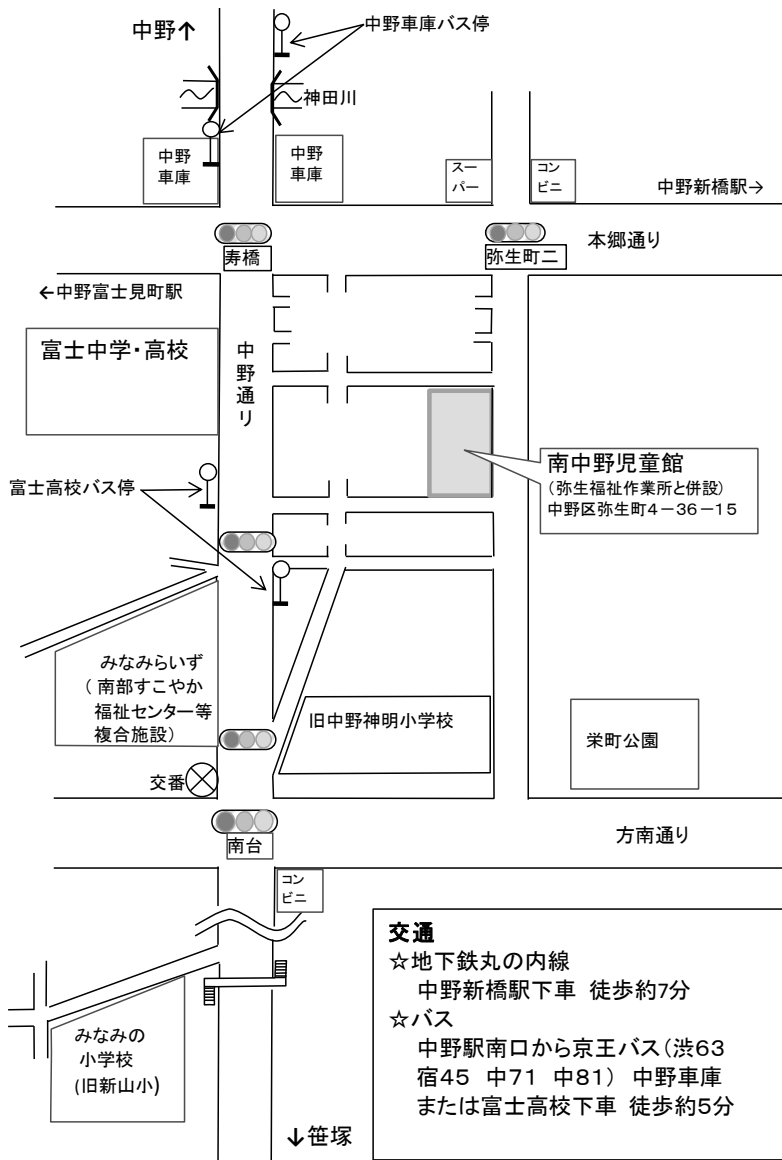 中野↑
中野車庫バス停
神田川
中野
車庫
中野
車庫
スー
パー
コン
ビニ
中野新橋駅→
寿橋
弥生町二
本郷通り
←中野富士見町駅
富士中学・高校
中野通り
南中野児童館
(弥生福祉作業所と併設)
中野区弥生町4-36-15
富士高校バス停
みなみらいず
(南部すこやか
福祉センター等
複合施設)
旧中野神明小学校
栄町公園
交番
南台
方南通り
コン
ビニ
みなみの
小学校
(旧新山小)
↓笹塚
交通
☆地下鉄丸の内線
中野新橋駅下車 徒歩約7分
☆バス
中野駅南口から京王バス(渋63
宿45 中71 中81) 中野車庫
または富士高校下車 徒歩約5分